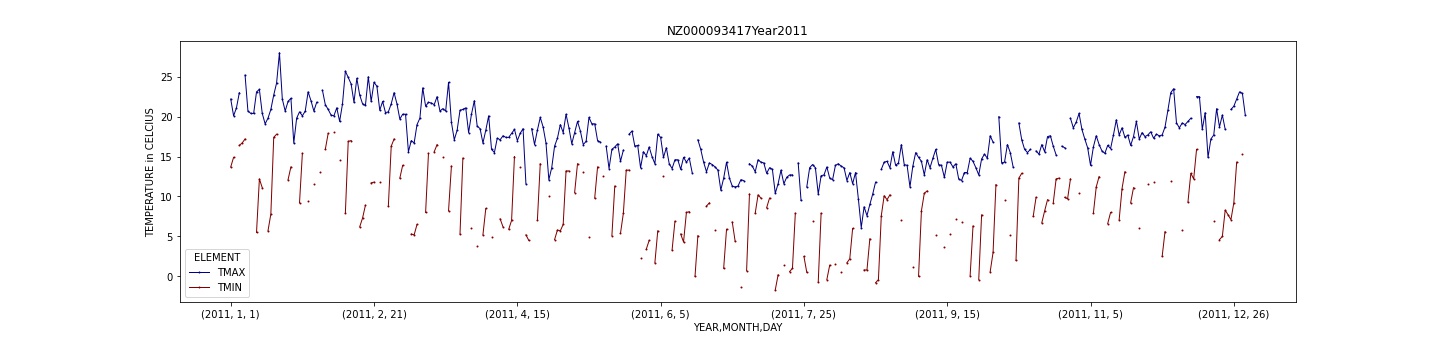 NZ000093417Year2011
TEMPERATURE in CELCIUS
25
20
15
10
5
0
ELEMENT
TMAX
TMIN
(2011, 1, 1) (2011, 2, 21) (2011, 4, 15) (2011, 6, 5) (2011, 7, 25) (2011, 9, 15) (2011, 11, 5) (2011, 12, 26)
YEAR,MONTH,DAY